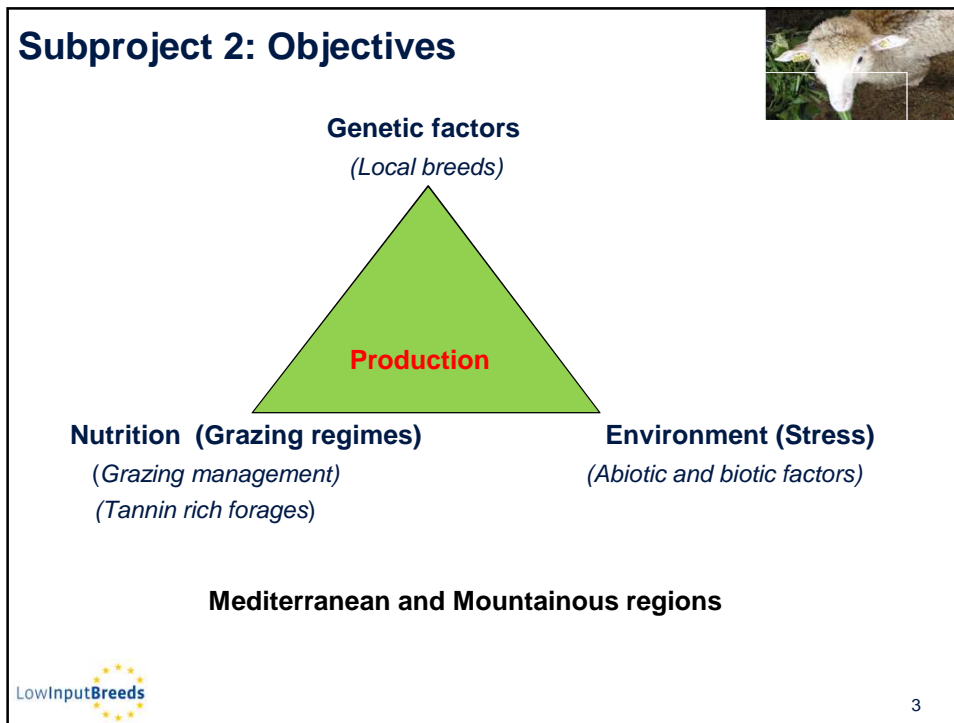 Subproject 2: Objectives
Genetic factors
(Local breeds)
Production
Nutrition (Grazing regimes)
(Grazing management)
(Tannin rich forages)
Environment (Stress)
(Abiotic and biotic factors)
Mediterranean and Mountainous regions
LowInputBreeds
3